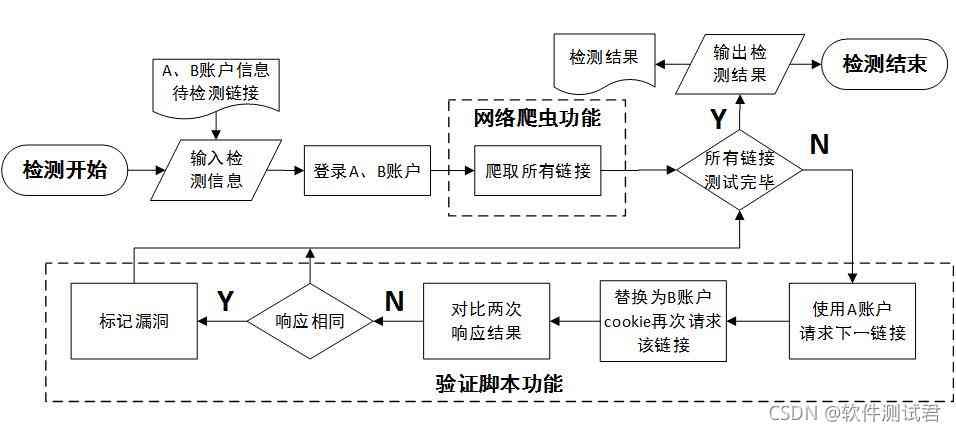 检测结果
输出检
测结果
检测结束
A、B账户信息
待检测链接
网络爬虫功能
Y
N
检测开始
输入检
测信息
登录A、B账户
爬取所有链接
所有链接
测试完毕
标记漏洞
Y
响应相同
N
对比两次
响应结果
替换为B账户
cookie再次请求
该链接
使用A账户
请求下一链接
验证脚本功能
CSDN @软件测试君